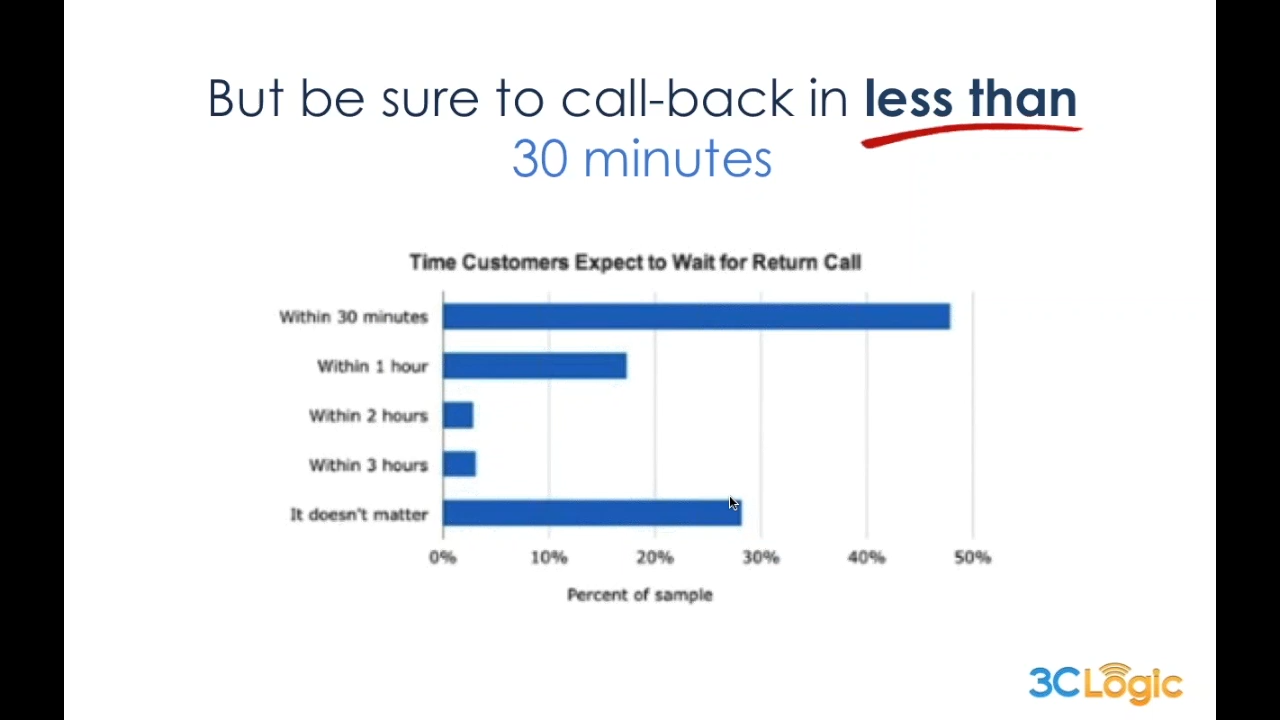 But be sure to call-back in less than
30 minutes
Time Customers Expect to Wait for Return Call
Within 30 minutes
Within 1 hour
Within 2 hours
Within 3 hours
It doesn't matter
0% 10% 20% 30% 40% 50%
Percent of sample
3CLogic